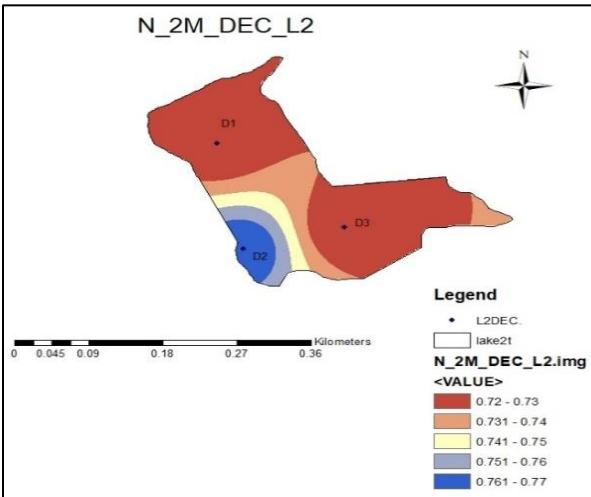 N_2M_DEC_L2
N
D1
D3
D2
Legend
L2DEC.
lake2t
Kilometers
0 0.045 0.09 0.18 0.27 0.36
N_2M_DEC_L2.img
<VALUE>
0.72 - 0.73
0.731 - 0.74
0.741 - 0.75
0.751 - 0.76
0.761 - 0.77